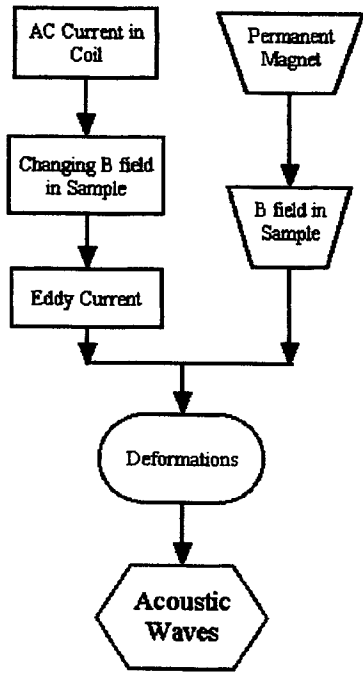 AC Current in
Coil
Permanent
Magnet
Changing B field
in Sample
B field in
Sample
Eddy Current
Deformations
Acoustic
Waves